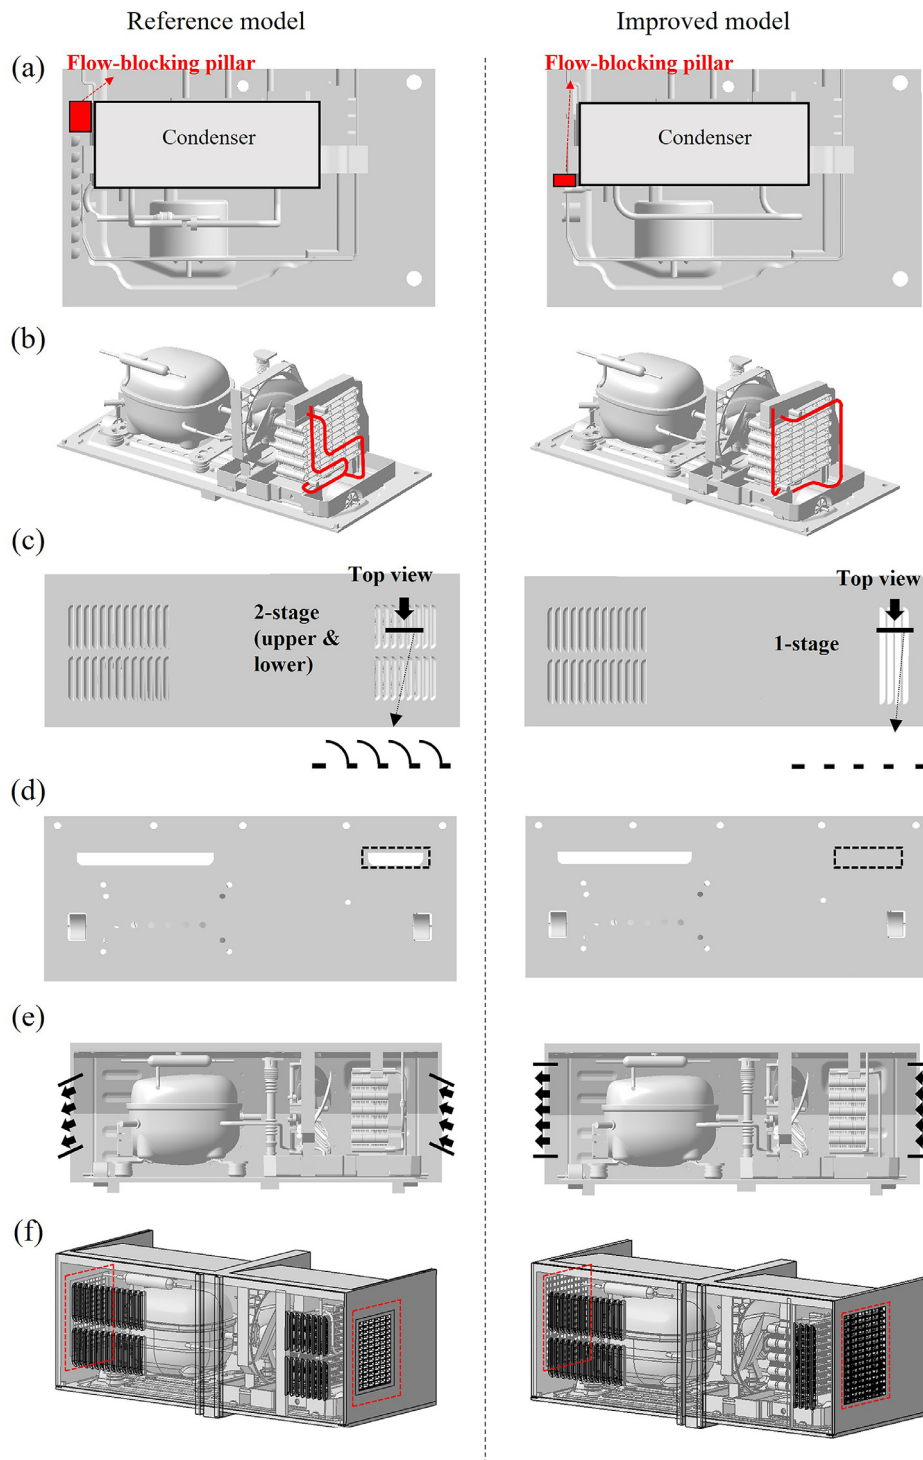 Reference model
Improved model
(a)
Flow-blocking pillar
Flow-blocking pillar
Condenser
Condenser
(b)
(c)
Top view
2-stage
(upper &
lower)
Top view
1-stage
(d)
(e)
(f)